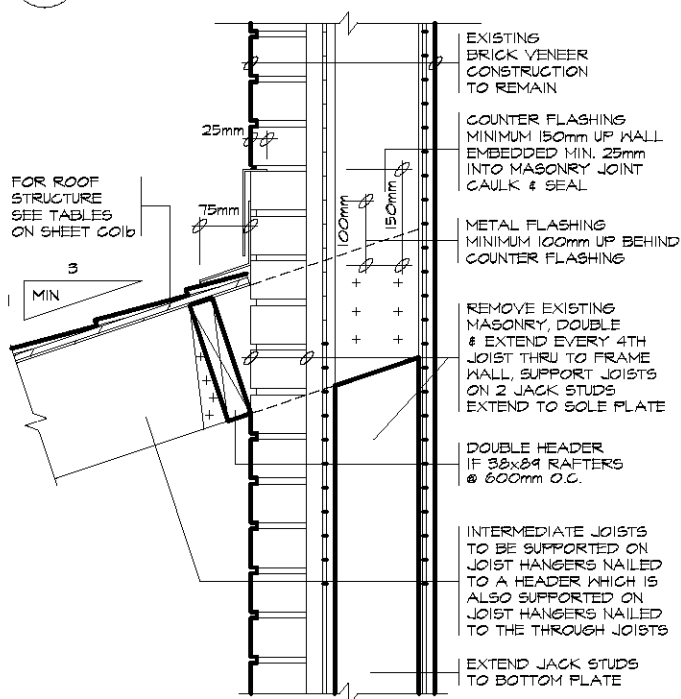 EXISTING
BRICK VENEER
CONSTRUCTION
TO REMAIN
COUNTER FLASHING
MINIMUM 150mm UP WALL
EMBEDDED MIN. 25mm
INTO MASONRY JOINT
CAULK & SEAL
25mm
FOR ROOF
STRUCTURE
SEE TABLES
ON SHEET C01b
75mm
100mm
150mm
METAL FLASHING
MINIMUM 100mm UP BEHIND
COUNTER FLASHING
3
1
MIN
REMOVE EXISTING
MASONRY, DOUBLE
& EXTEND EVERY 4TH
JOIST THRU TO FRAME
WALL, SUPPORT JOISTS
ON 2 JACK STUDS
EXTEND TO SOLE PLATE
DOUBLE HEADER
IF 38x89 RAFTERS
@ 600mm O.C.
INTERMEDIATE JOISTS
TO BE SUPPORTED ON
JOIST HANGERS NAILED
TO A HEADER WHICH IS
ALSO SUPPORTED ON
JOIST HANGERS NAILED
TO THE THROUGH JOISTS
EXTEND JACK STUDS
TO BOTTOM PLATE